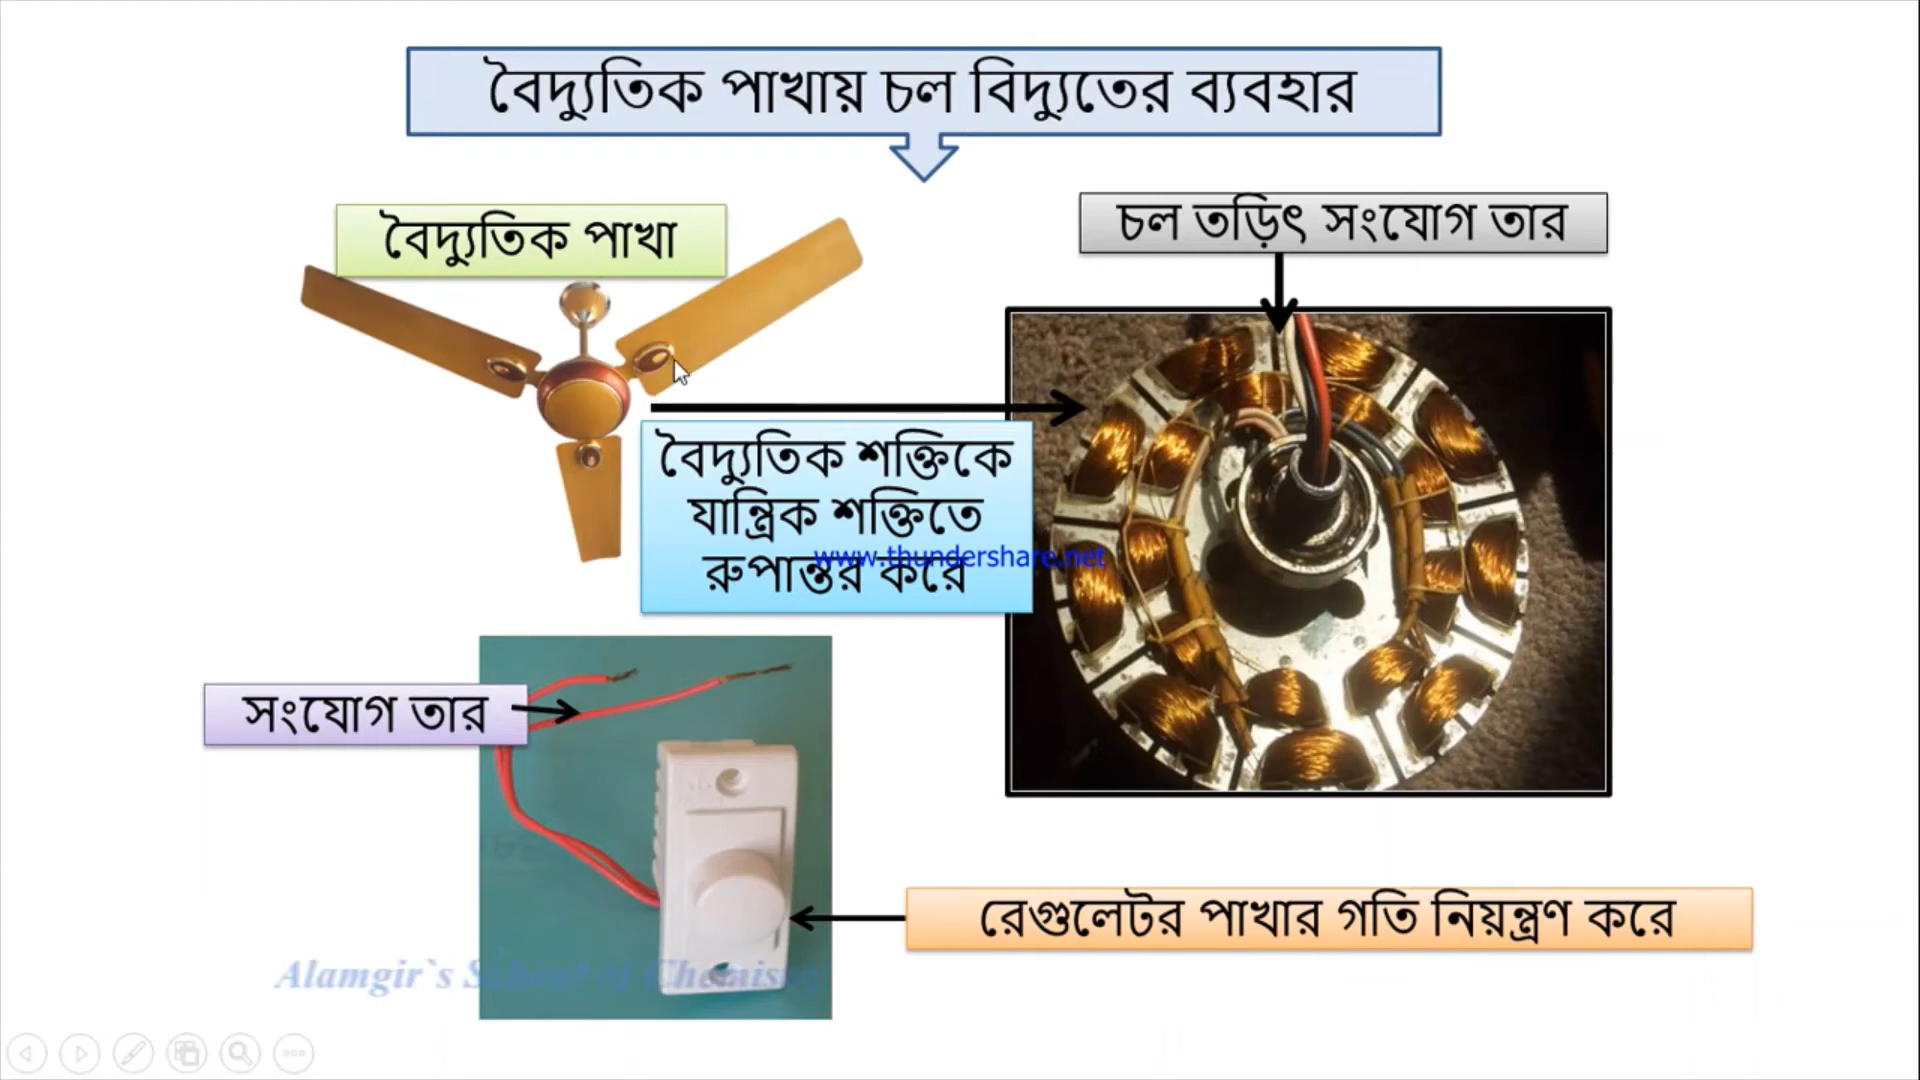 বৈদ্যুতিক পাখায় চল বিদ্যুতের ব্যবহার
বৈদ্যুতিক পাখা
চল তড়িৎ সংযোগ তার
বৈদ্যুতিক শক্তিকে
যান্ত্রিক শক্তিতে
রুপান্তর করে
www.thundershare.net
সংযোগ তার
রেগুলেটর পাখার গতি নিয়ন্ত্রণ করে
Alamgir`s School of Chemistry